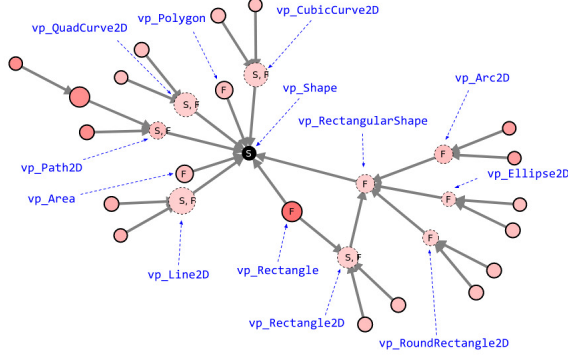 vp_CubicCurve2D
vp_Polygon
vp_QuadCurve2D
S, F
F
S, F
vp_Shape
vp_Arc2D
vp_RectangularShape
S, F
S
F
vp_Path2D
F
vp_Ellipse2D
F
vp_Area
S, F
F
F
F
vp_Line2D
vp_Rectangle
S, F
vp_Rectangle2D
vp_RoundRectangle2D